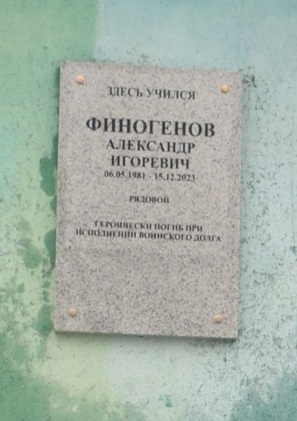 ЗДЕСЬ УЧИЛСЯ
ФИНОГЕНОВ
АЛЕКСАНДР
ИГОРЕВИЧ
06.05.1981 - 15.12.2023
РЯДОВОЙ
ГЕРОИЧЕСКИ ПОГИБ ПРИ
ИСПОЛНЕНИИ ВОИНСКОГО ДОЛГА